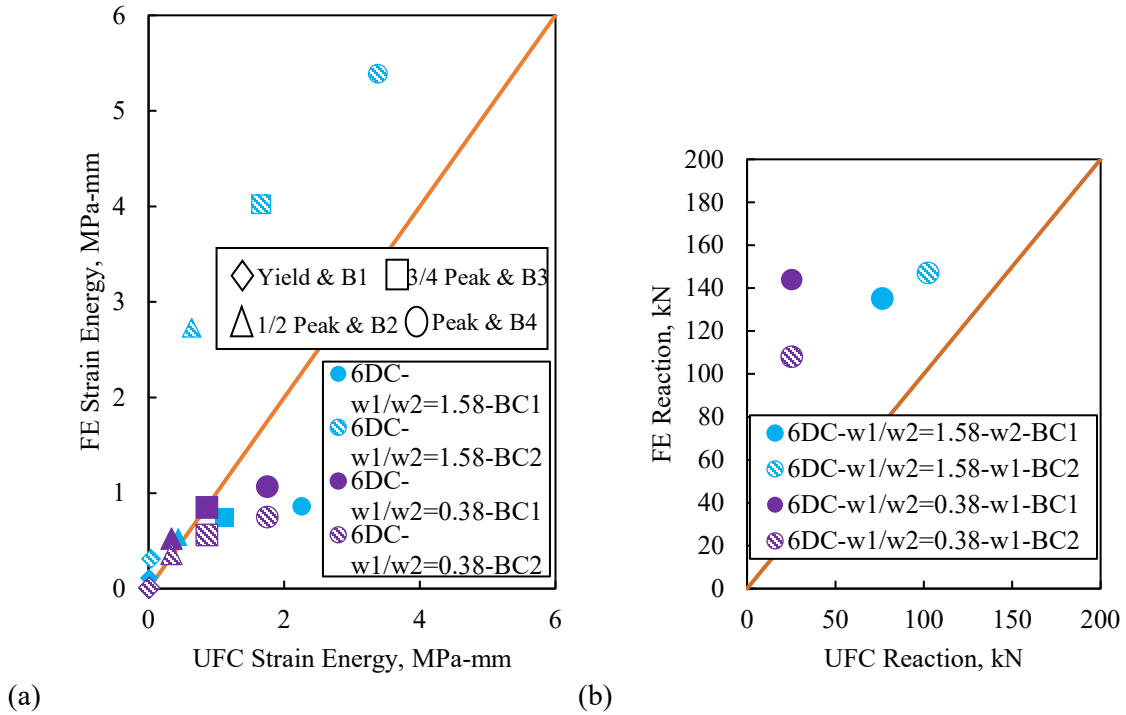 6
5
4
3
2
1
0
FE Strain Energy, MPa-mm
Yield & B1
3/4 Peak & B3
1/2 Peak & B2
Peak & B4
6DC-
w1/w2=1.58-BC1
6DC-
w1/w2=1.58-BC2
6DC-
w1/w2=0.38-BC1
6DC-
w1/w2=0.38-BC2
0 2 4 6
UFC Strain Energy, MPa-mm
(a)
200
180
160
140
120
100
80
60
40
20
0
FE Reaction, kN
6DC-w1/w2=1.58-w2-BC1
6DC-w1/w2=1.58-w1-BC2
6DC-w1/w2=0.38-w1-BC1
6DC-w1/w2=0.38-w1-BC2
0 50 100 150 200
UFC Reaction, kN
(b)